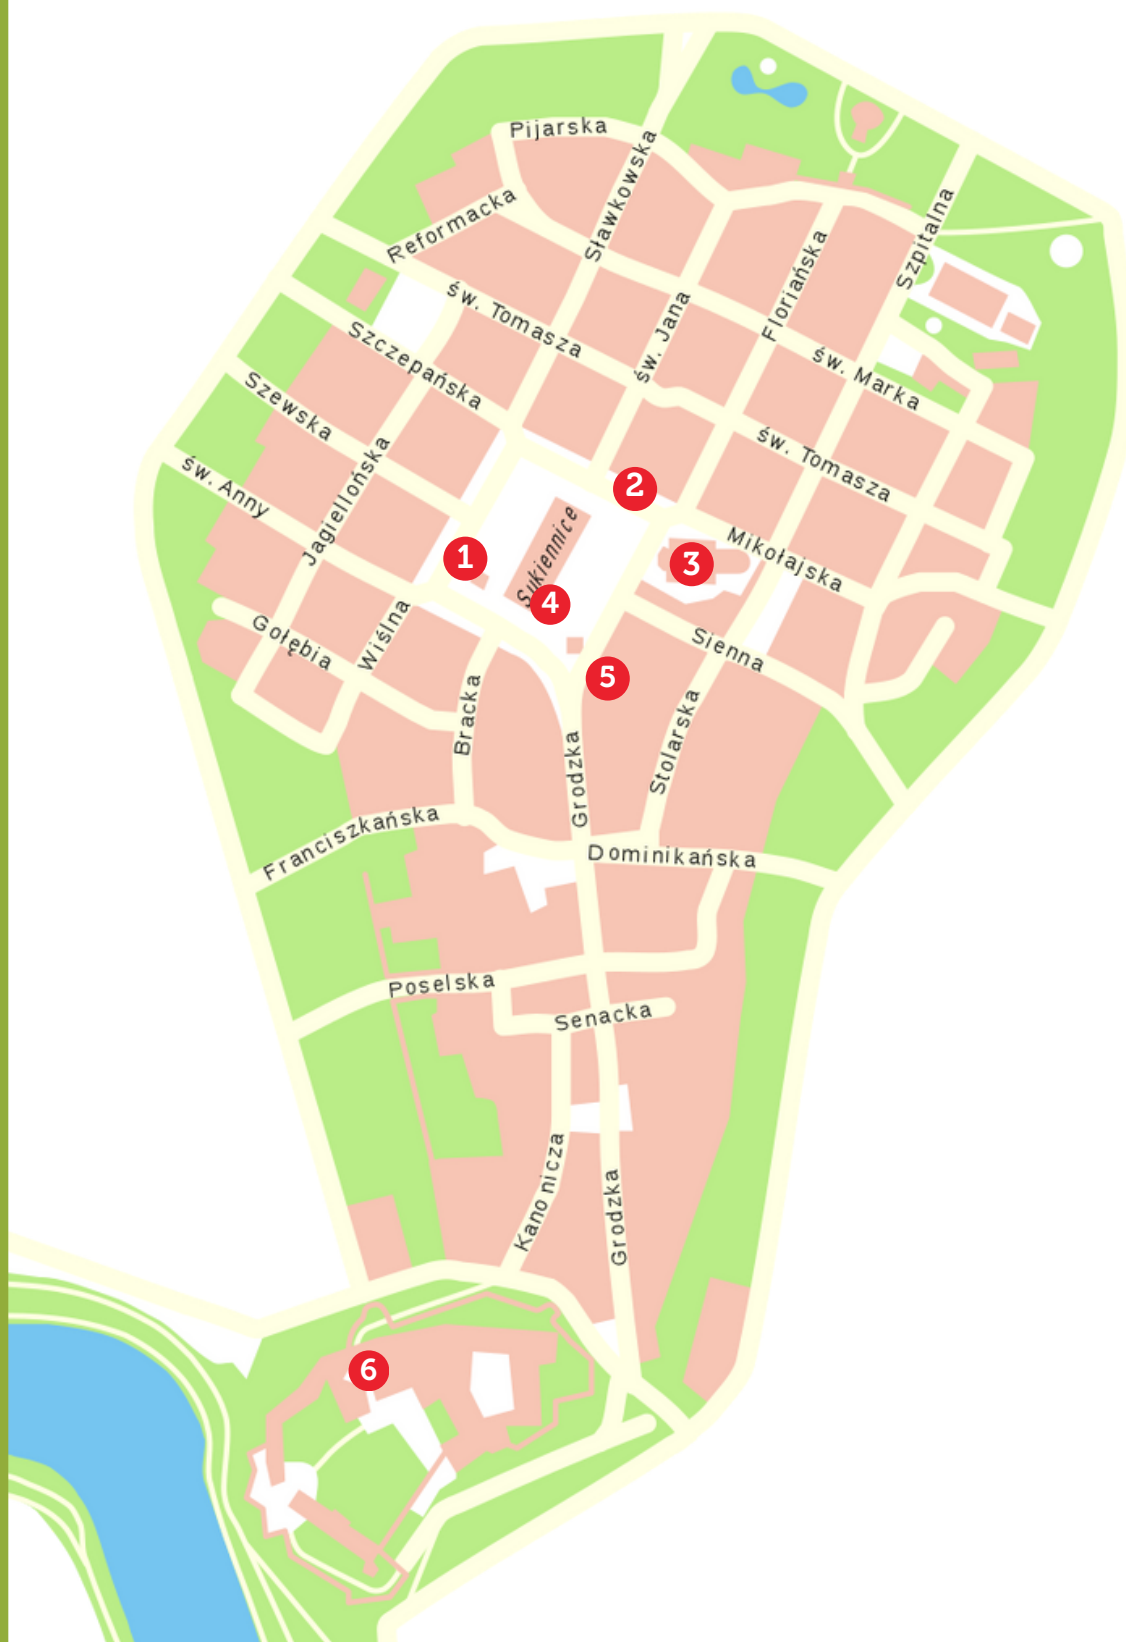 Pijarska
Sławkowska
Reformacka
Szpitalna
Floriańska
św. Tomasza
św. Jana
Szczepańska
św. Marka
Szewska
św. Tomasza
św. Anny
Jagiellońska
2
Sukiennice
Mikołajska
1
3
4
Gołębia
Wiślna
Sienna
5
Bracka
Stolarska
Grodzka
Franciszkańska
Dominikańska
Poselska
Senacka
Kanonicza
Grodzka
6